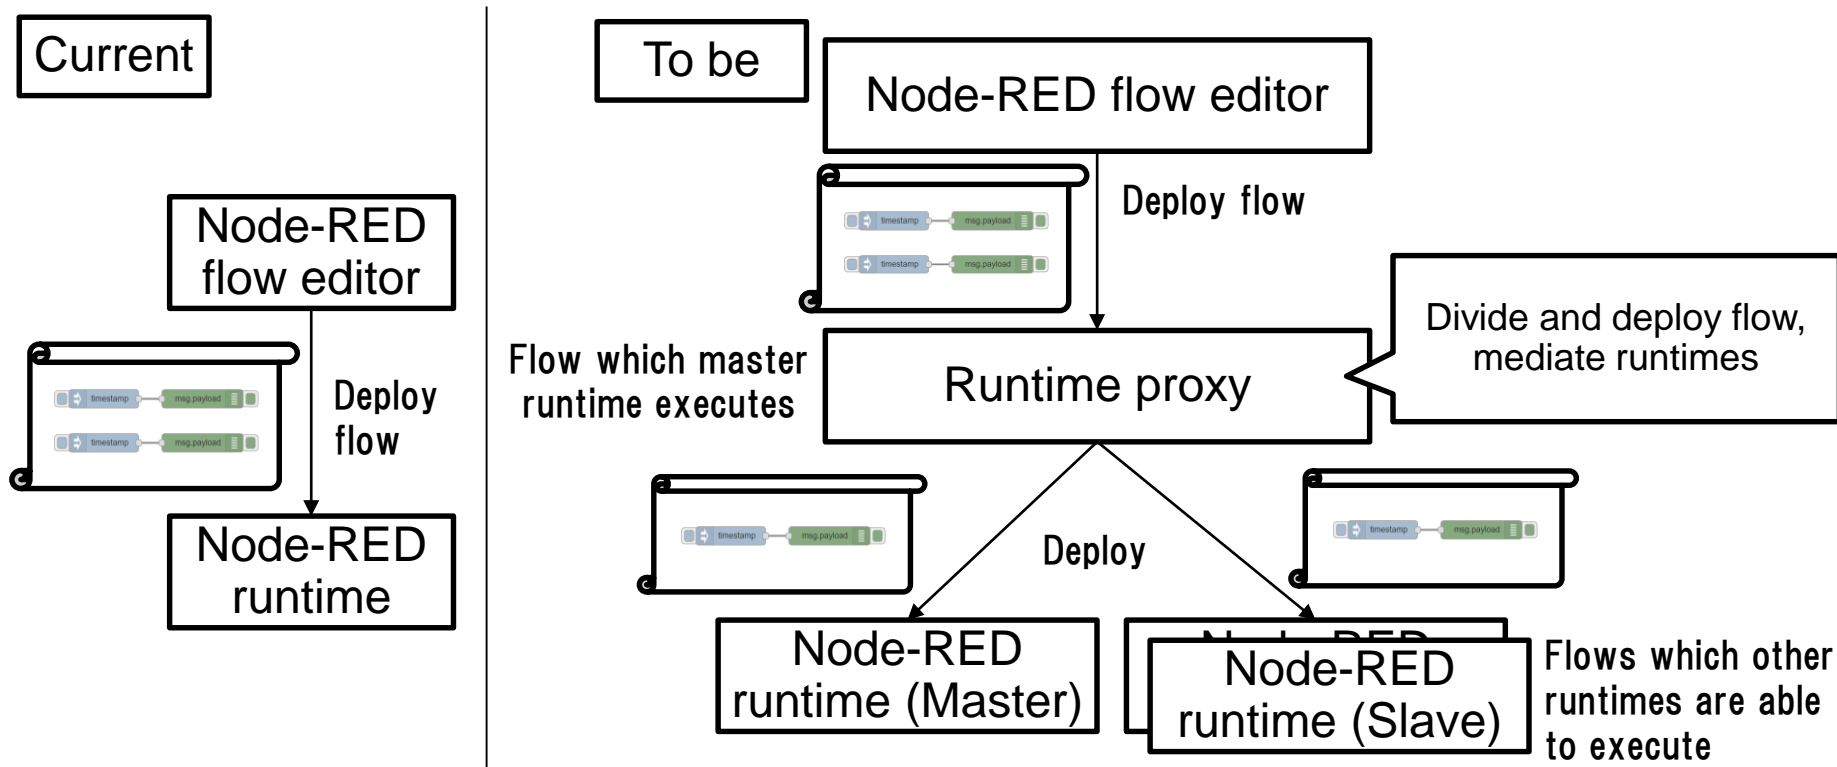 Current
Node-RED
flow editor
timestamp msg.payload
timestamp msg.payload
Deploy
flow
Node-RED
runtime
To be
Node-RED flow editor
timestamp msg.payload
timestamp msg.payload
Deploy flow
Divide and deploy flow,
mediate runtimes
Flow which master
runtime executes
Runtime proxy
timestamp msg.payload
Deploy
timestamp msg.payload
Node-RED
runtime (Master)
Node-RED
Node-RED
runtime (Slave)
Flows which other
runtimes are able
to execute